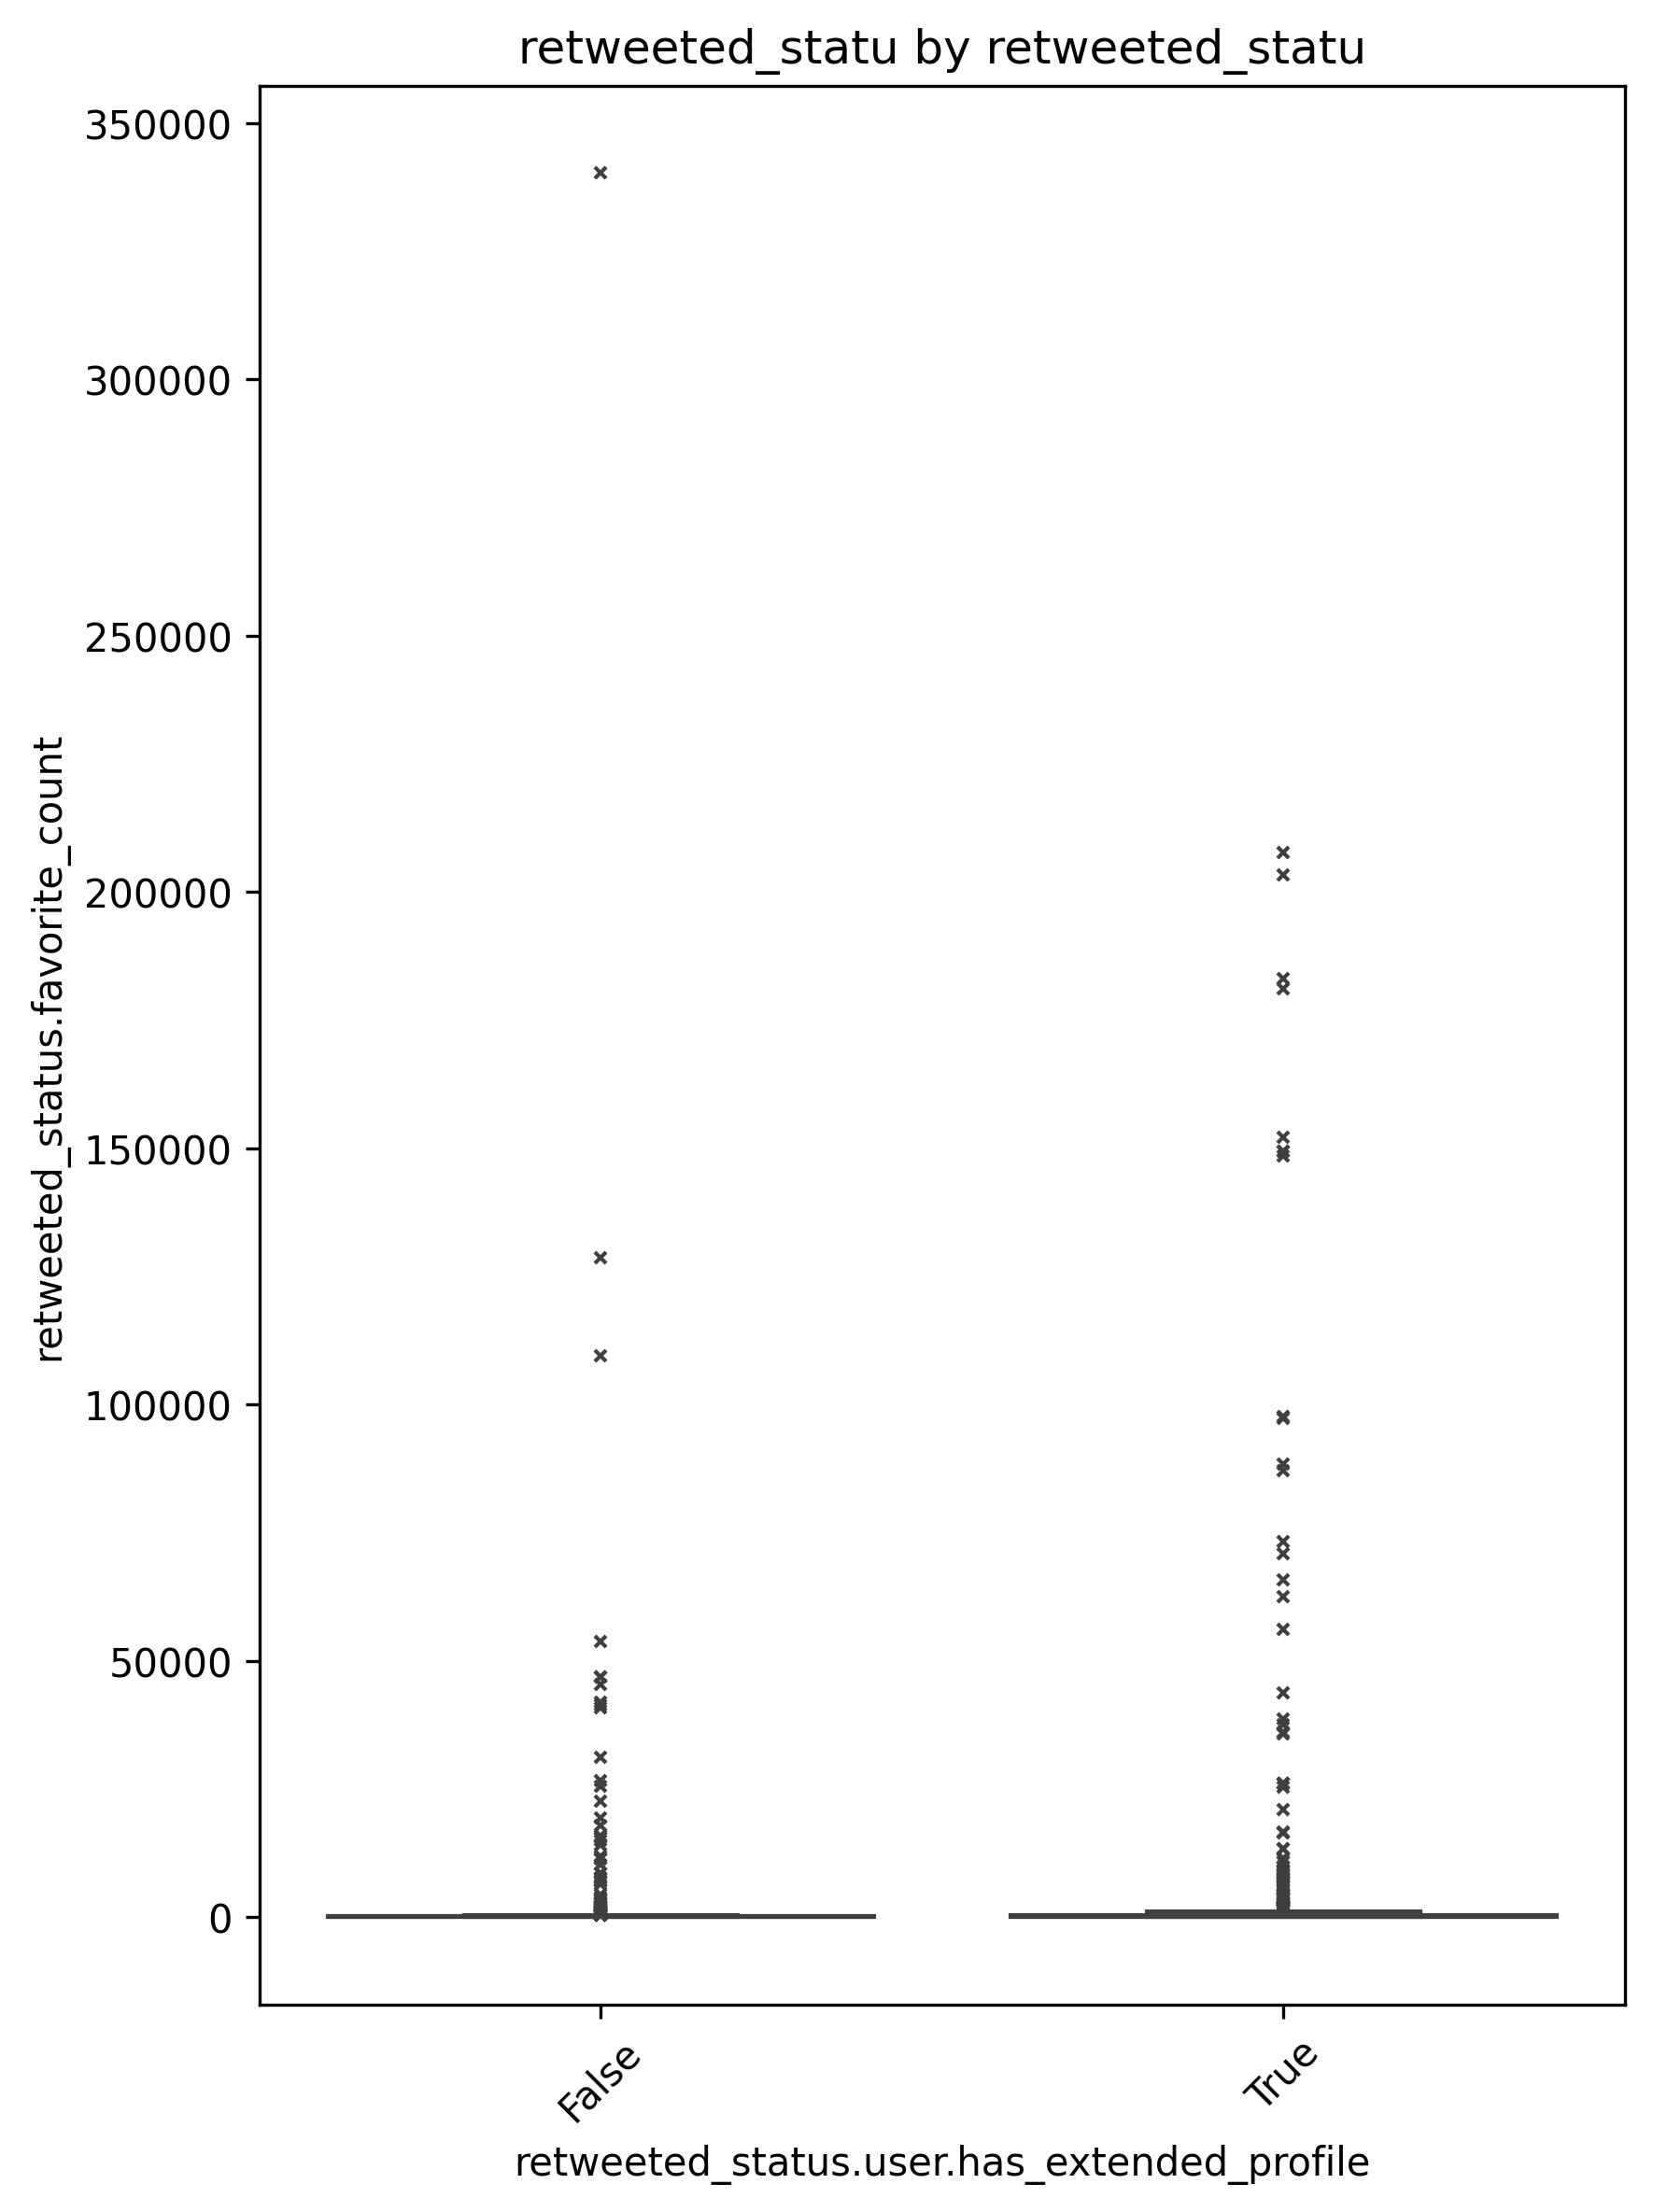 retweeted_statu by retweeted_statu
350000
300000
250000
200000
150000
100000
50000
0
retweeted_status.favorite_count
False
True
retweeted_status.user.has_extended_profile